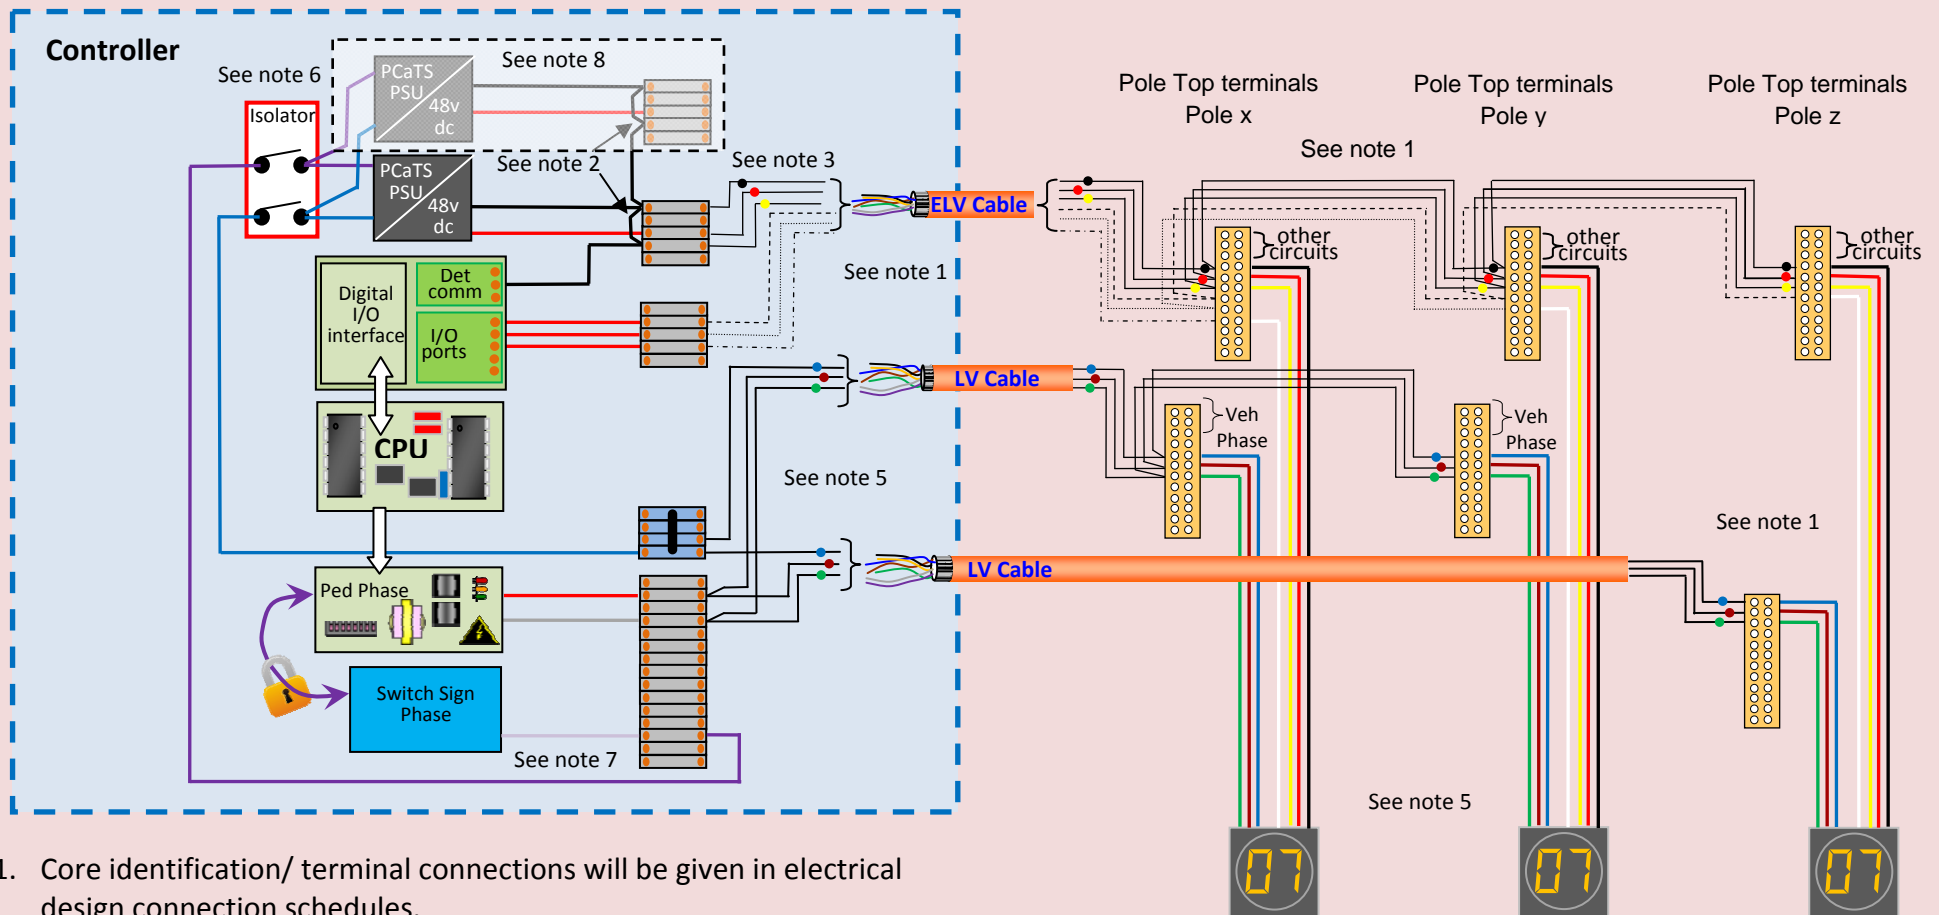 Controller
See note 6
See note 8
PCaTS
PSU
48v
dc
Isolator
See note 2
PCaTS
PSU
48v
dc
See note 3
ELV Cable
Pole Top terminals
Pole x
Pole Top terminals
Pole y
Pole Top terminals
Pole z
See note 1
other
circuits
other
circuits
other
circuits
See note 1
Digital
I/O
interface
Det
comm
I/O
ports
LV Cable
Veh
Phase
Veh
Phase
CPU
See note 5
See note 1
LV Cable
Ped Phase
Switch Sign
Phase
See note 7
See note 5
07
07
07
1. Core identification/ terminal connections will be given in electrical
design connection schedules.